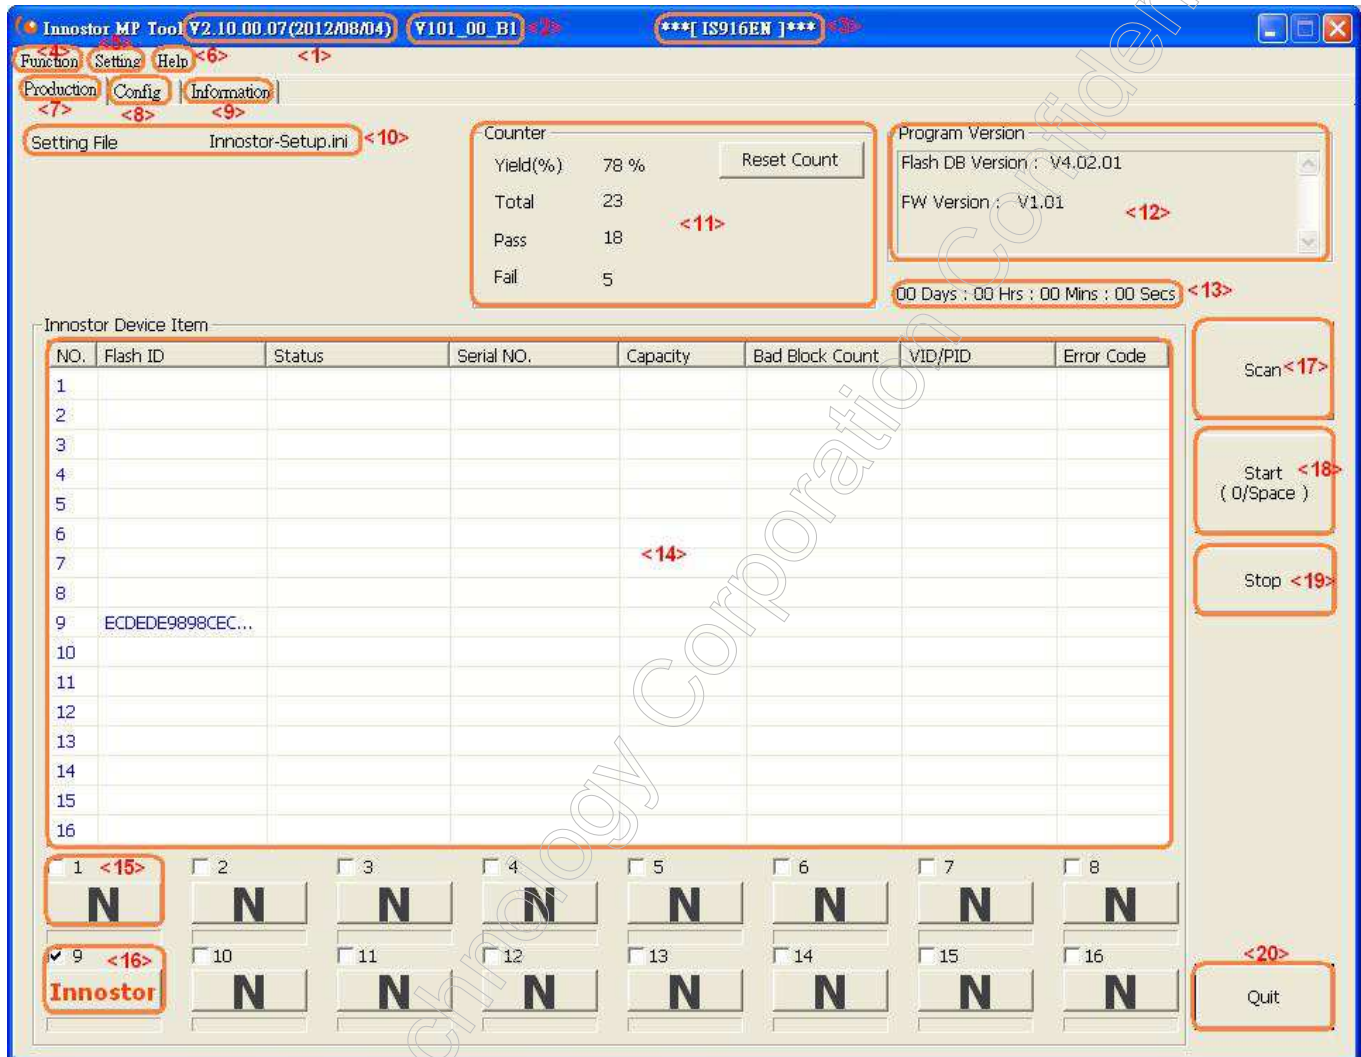 Innostor MP Tool V2.10.00.07(2012/08/04) V101_00_B1 <2> ***[ IS916EN ]*** <3>
<4> <5>
Function Setting Help <6> <1>
Production Config Information
<7> <8> <9>
Setting File Innostor-Setup.ini <10>
Counter
Yield(%) 78 % Reset Count
Total 23
<11>
Pass 18
Fail 5
Program Version
Flash DB Version : V4.02.01
FW Version : V1.01 <12>
00 Days : 00 Hrs : 00 Mins : 00 Secs <13>
Innostor Device Item
NO. Flash ID Status Serial NO. Capacity Bad Block Count VID/PID Error Code
1
2
3
4
5
6
7 <14>
8
9 ECDEDE9898CEC...
10
11
12
13
14
15
16
Scan <17>
Start <18>
( 0/Space )
Stop <19>
1 <15> 2 3 4 5 6 7 8
N N N N N N N N
9 <16> 10 11 12 13 14 15 16
Innostor N N N N N N N
<20>
Quit
chnology Corporation Confiden